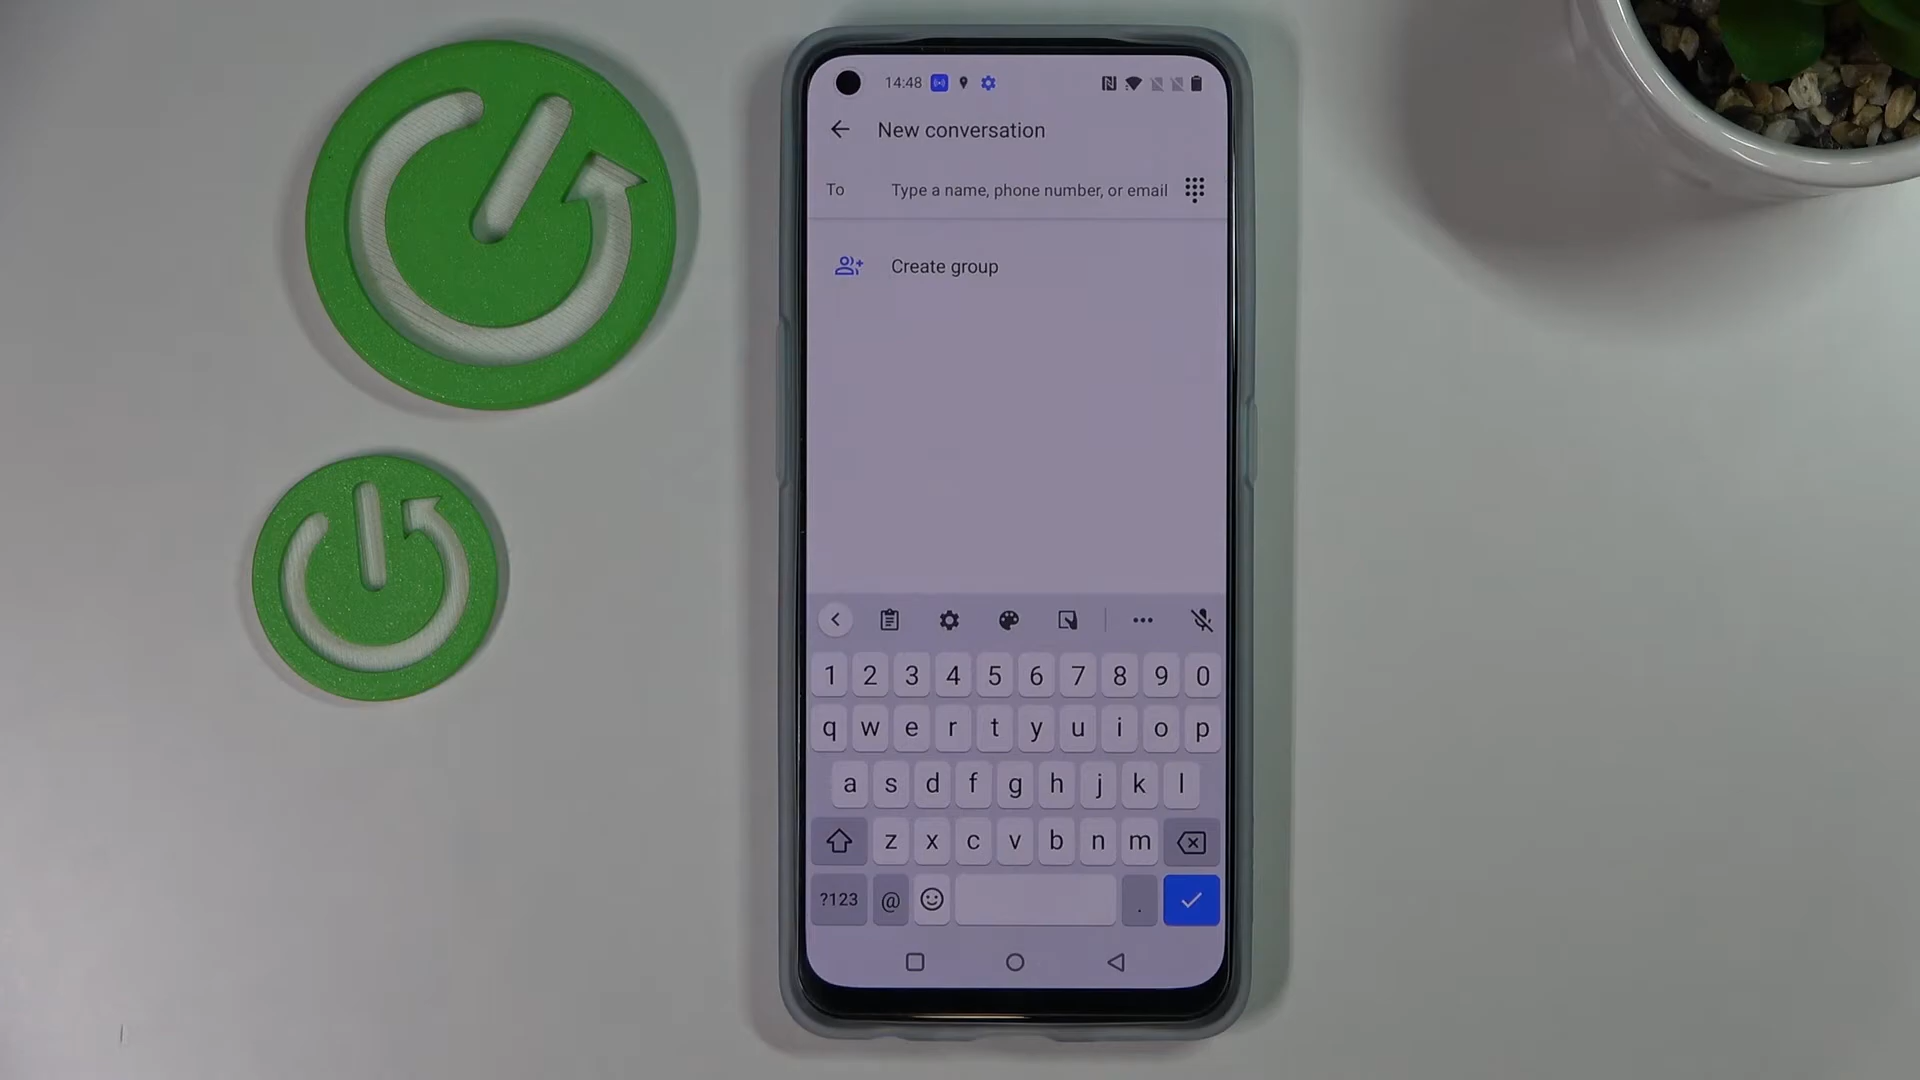 14:48
New conversation
To Type a name, phone number, or email
Create group
1 2 3 4 5 6 7 8 9 0
q w e r t y u i o p
a s d f g h j k l
z x c v b n m
?123 @ .